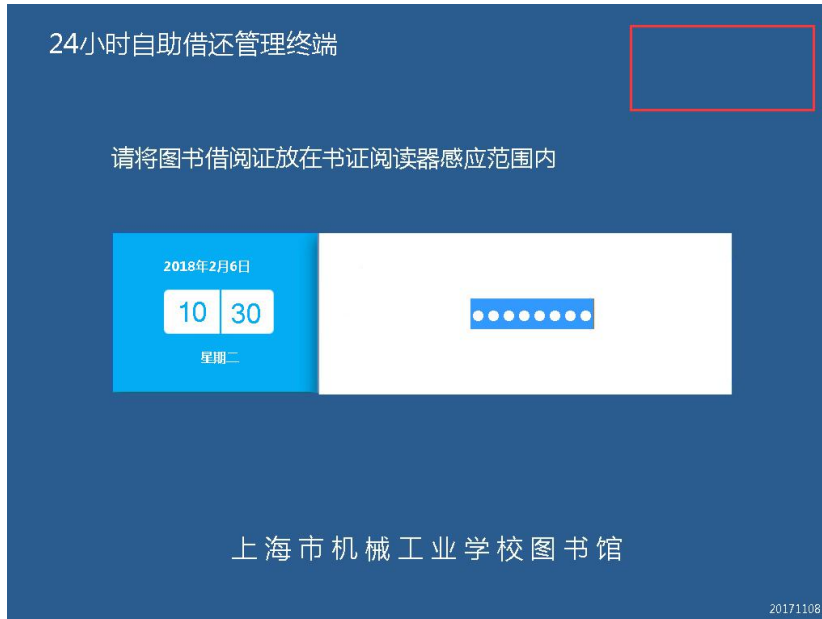 24小时自助借还管理终端
请将图书借阅证放在书证阅读器感应范围内
2018年2月6日
10 30
星期二
●●●●●●●●
上海市机械工业学校图书馆
20171108